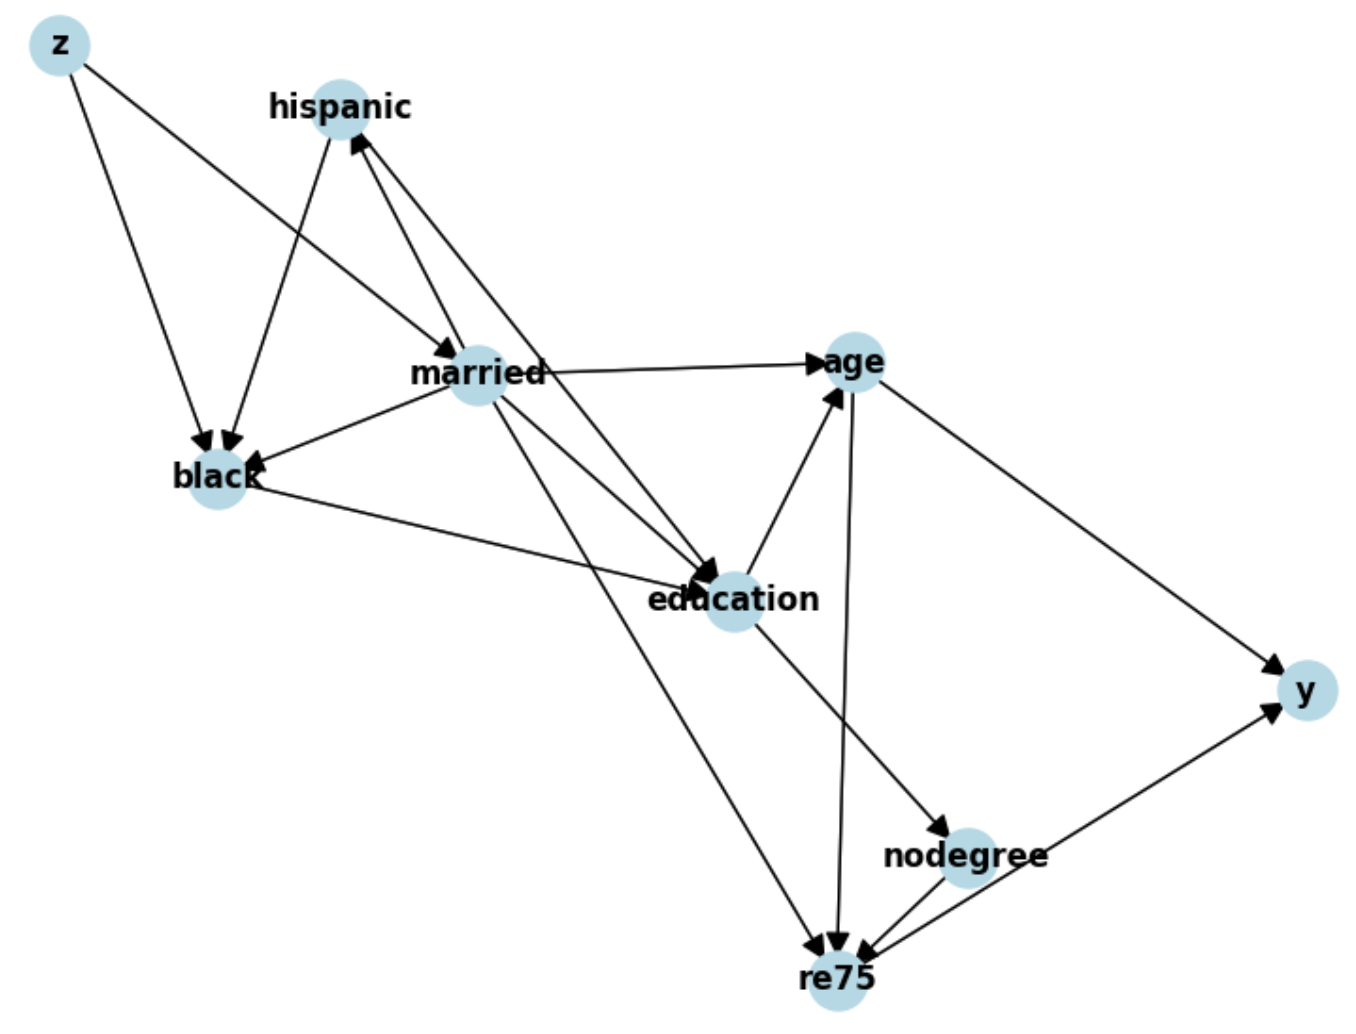 z
hispanic
married
age
black
education
y
nodegree
re75